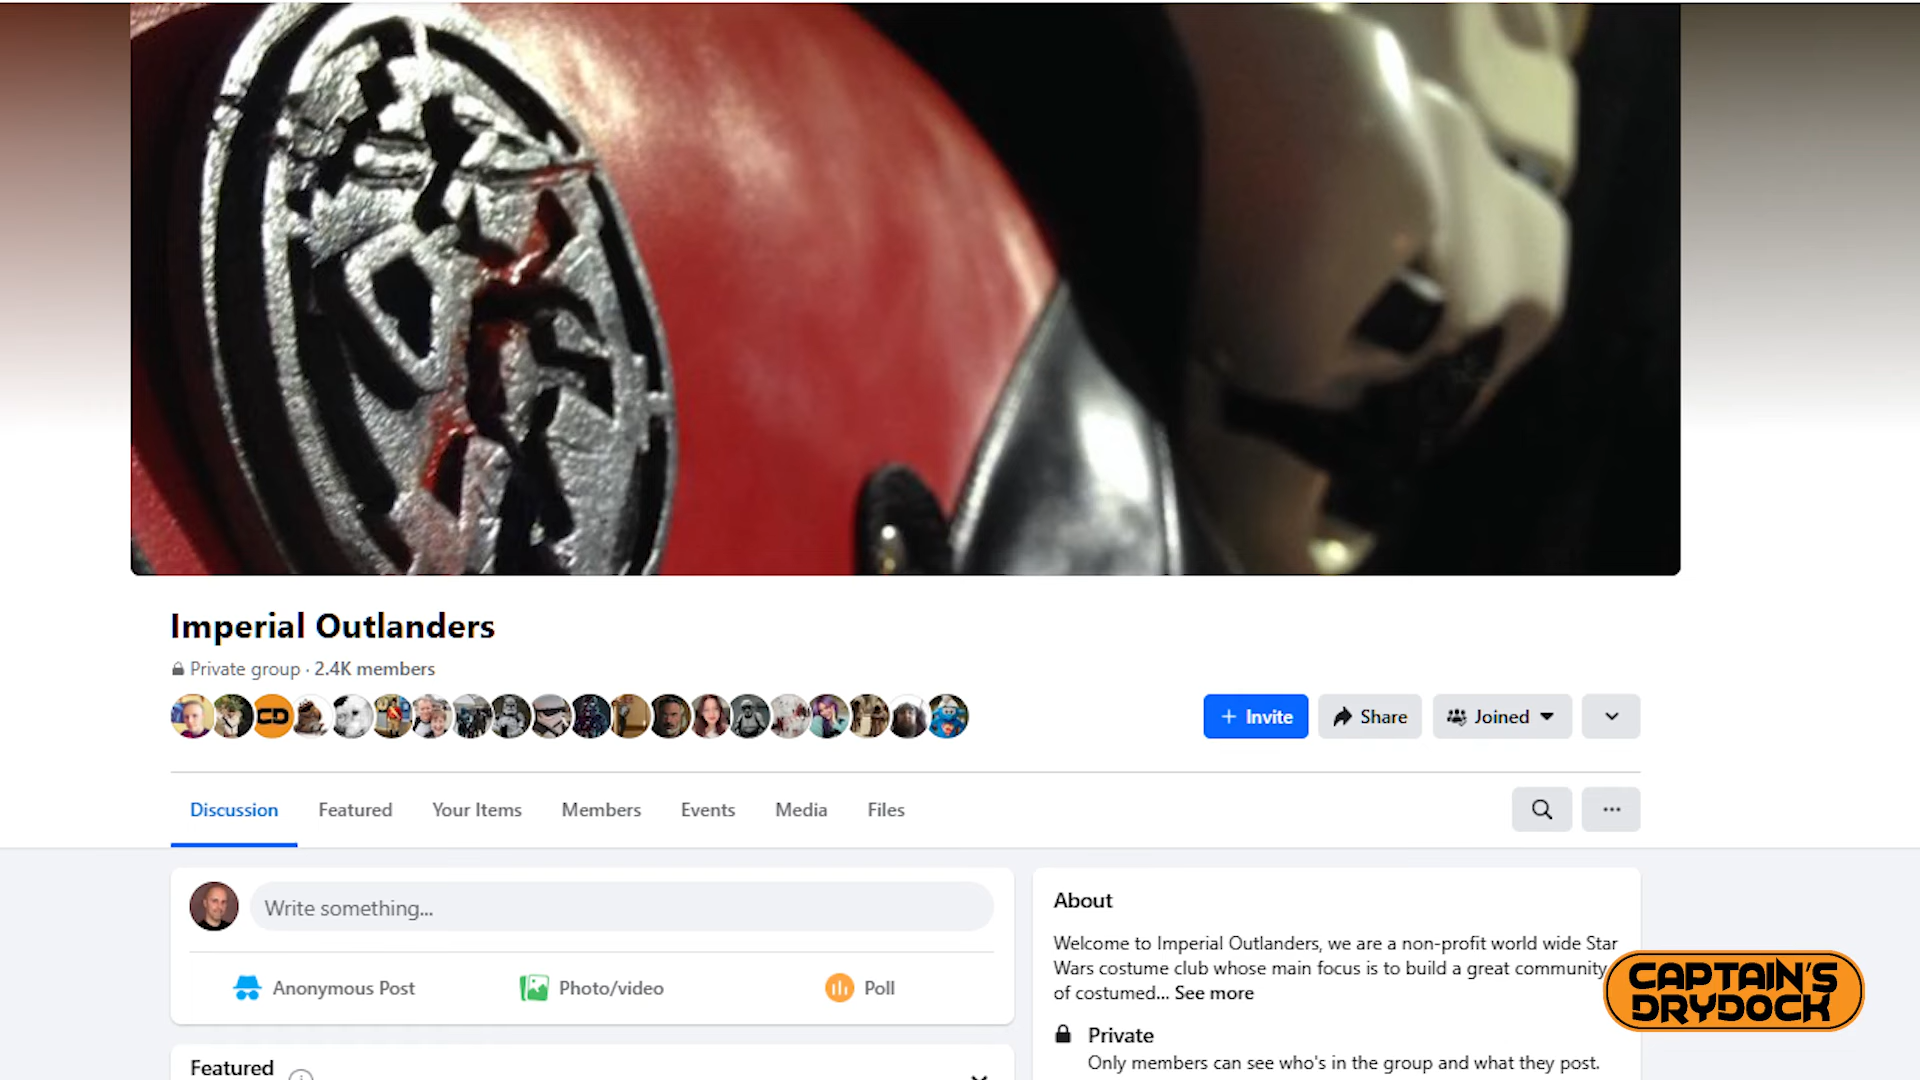 Imperial Outlanders
Private group · 2.4K members
CD
+ Invite
Share
Joined
Discussion
Featured
Your Items
Members
Events
Media
Files
Write something...
Anonymous Post
Photo/video
Poll
Featured
About
Welcome to Imperial Outlanders, we are a non-profit world wide Star
Wars costume club whose main focus is to build a great community
of costumed... See more
Private
Only members can see who's in the group and what they post.
CAPTAIN'S
DRYDOCK